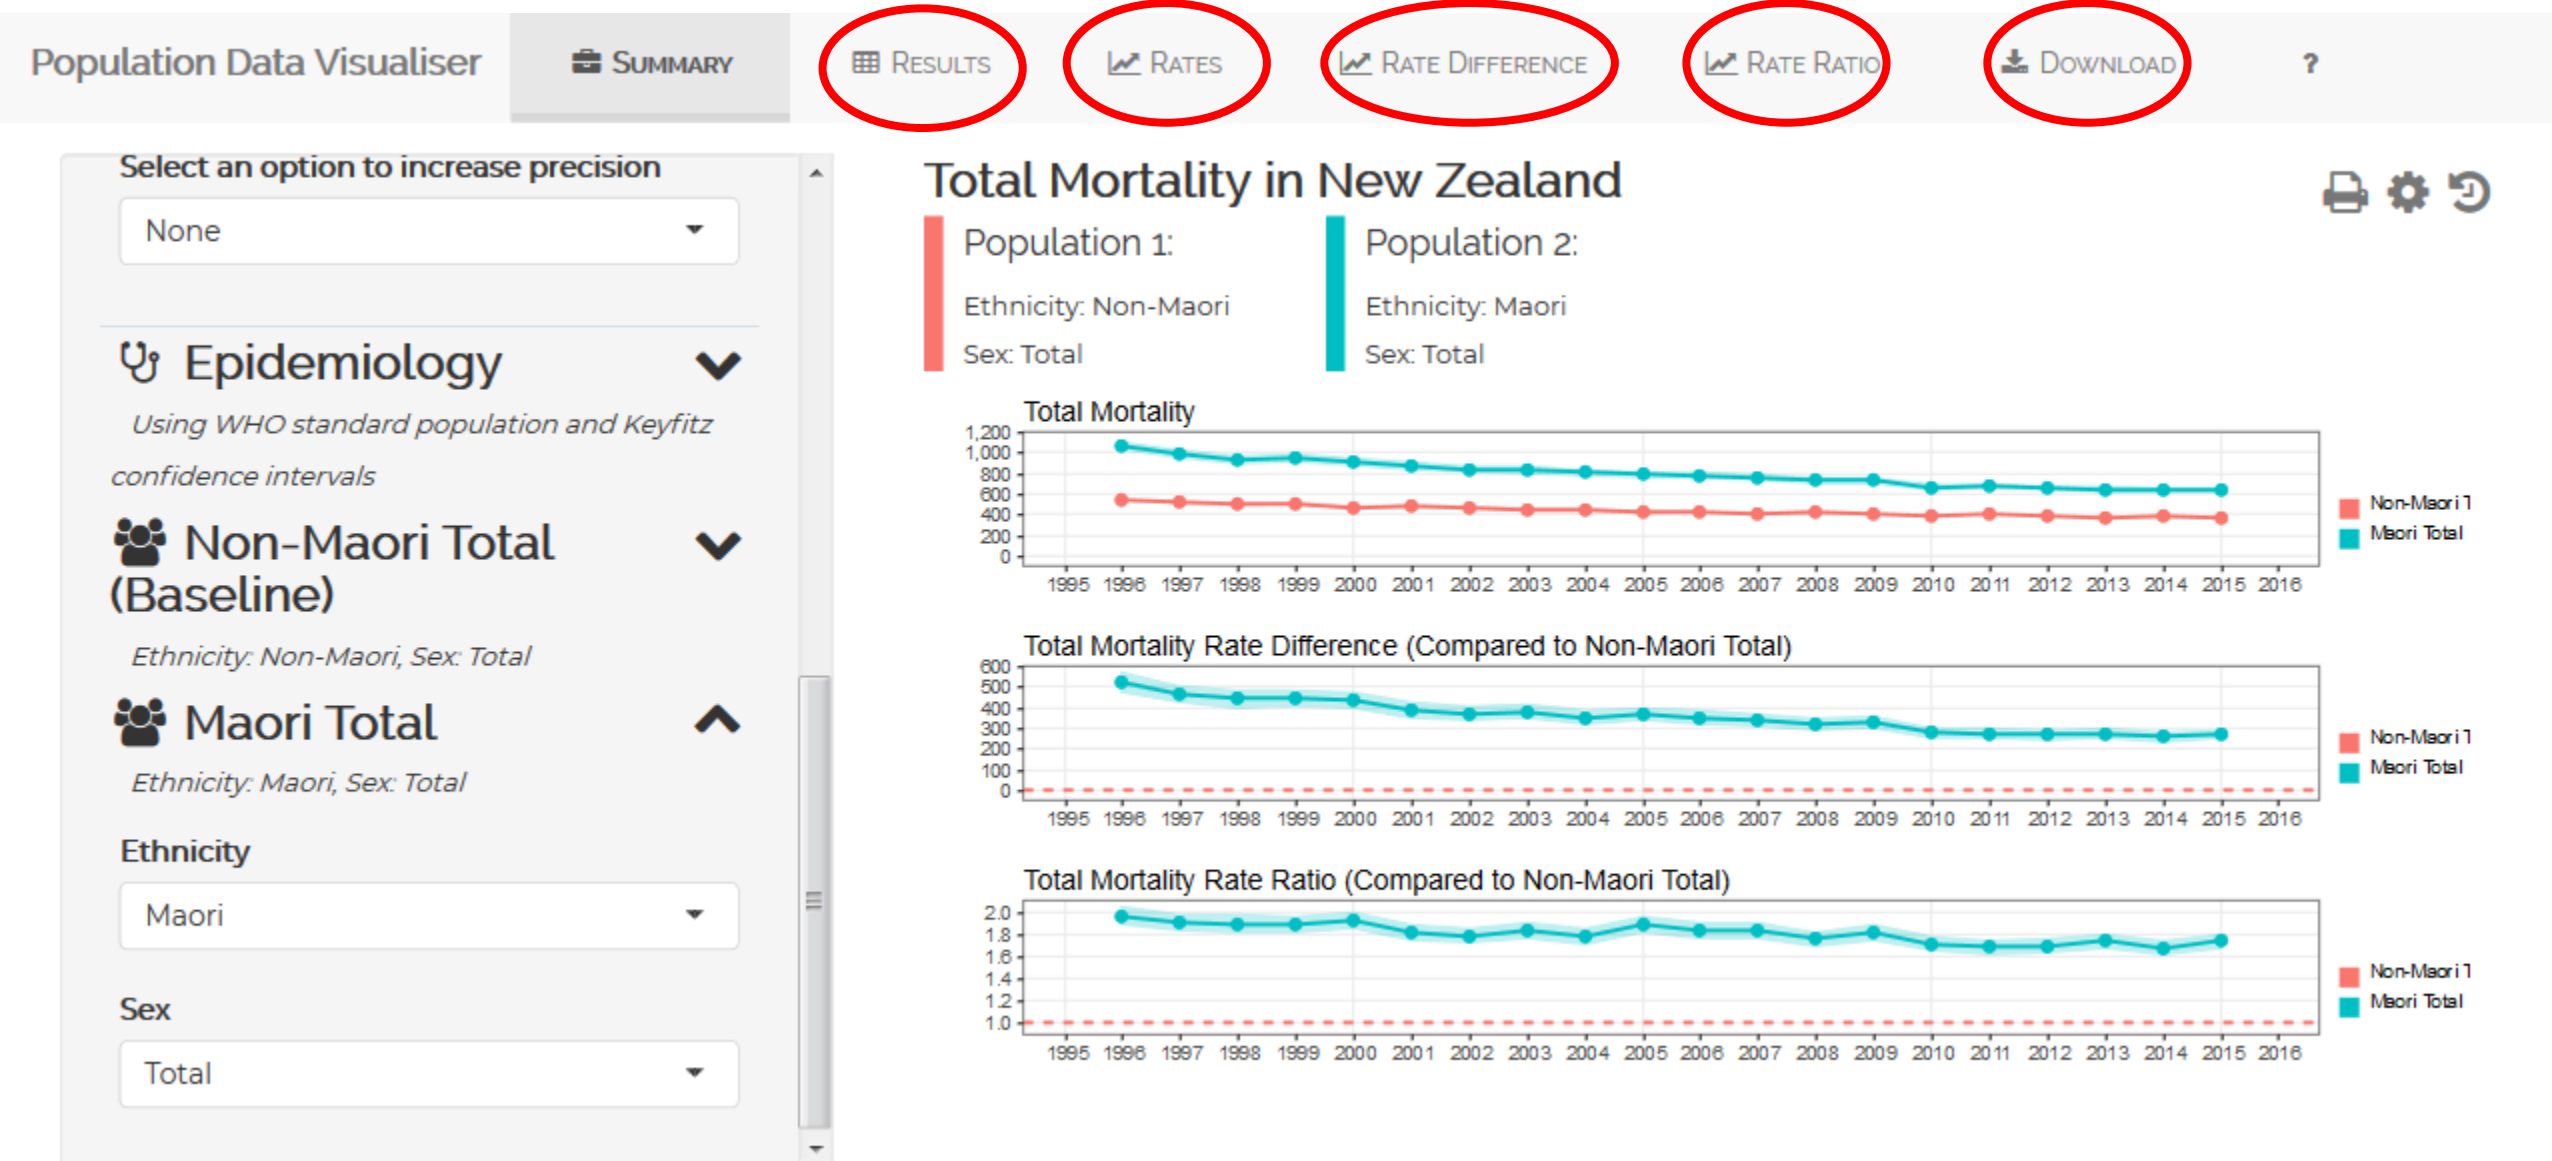 Population Data Visualiser
SUMMARY
RESULTS
RATES
RATE DIFFERENCE
RATE RATIO
DOWNLOAD
?
Select an option to increase precision
None
Epidemiology
Using WHO standard population and Keyfitz
confidence intervals
Non-Maori Total
(Baseline)
Ethnicity: Non-Maori, Sex: Total
Maori Total
Ethnicity: Maori, Sex: Total
Ethnicity
Maori
Sex
Total
Total Mortality in New Zealand
Population 1:
Ethnicity: Non-Maori
Sex: Total
Population 2:
Ethnicity: Maori
Sex: Total
Total Mortality
1,200
1,000
800
600
400
200
0
1995 1996 1997 1998 1999 2000 2001 2002 2003 2004 2005 2006 2007 2008 2009 2010 2011 2012 2013 2014 2015 2016
Non-Maori T
Maori Total
Total Mortality Rate Difference (Compared to Non-Maori Total)
600
500
400
300
200
100
0
1995 1996 1997 1998 1999 2000 2001 2002 2003 2004 2005 2006 2007 2008 2009 2010 2011 2012 2013 2014 2015 2016
Non-Maori T
Maori Total
Total Mortality Rate Ratio (Compared to Non-Maori Total)
2.0
1.8
1.6
1.4
1.2
1.0
1995 1996 1997 1998 1999 2000 2001 2002 2003 2004 2005 2006 2007 2008 2009 2010 2011 2012 2013 2014 2015 2016
Non-Maori T
Maori Total